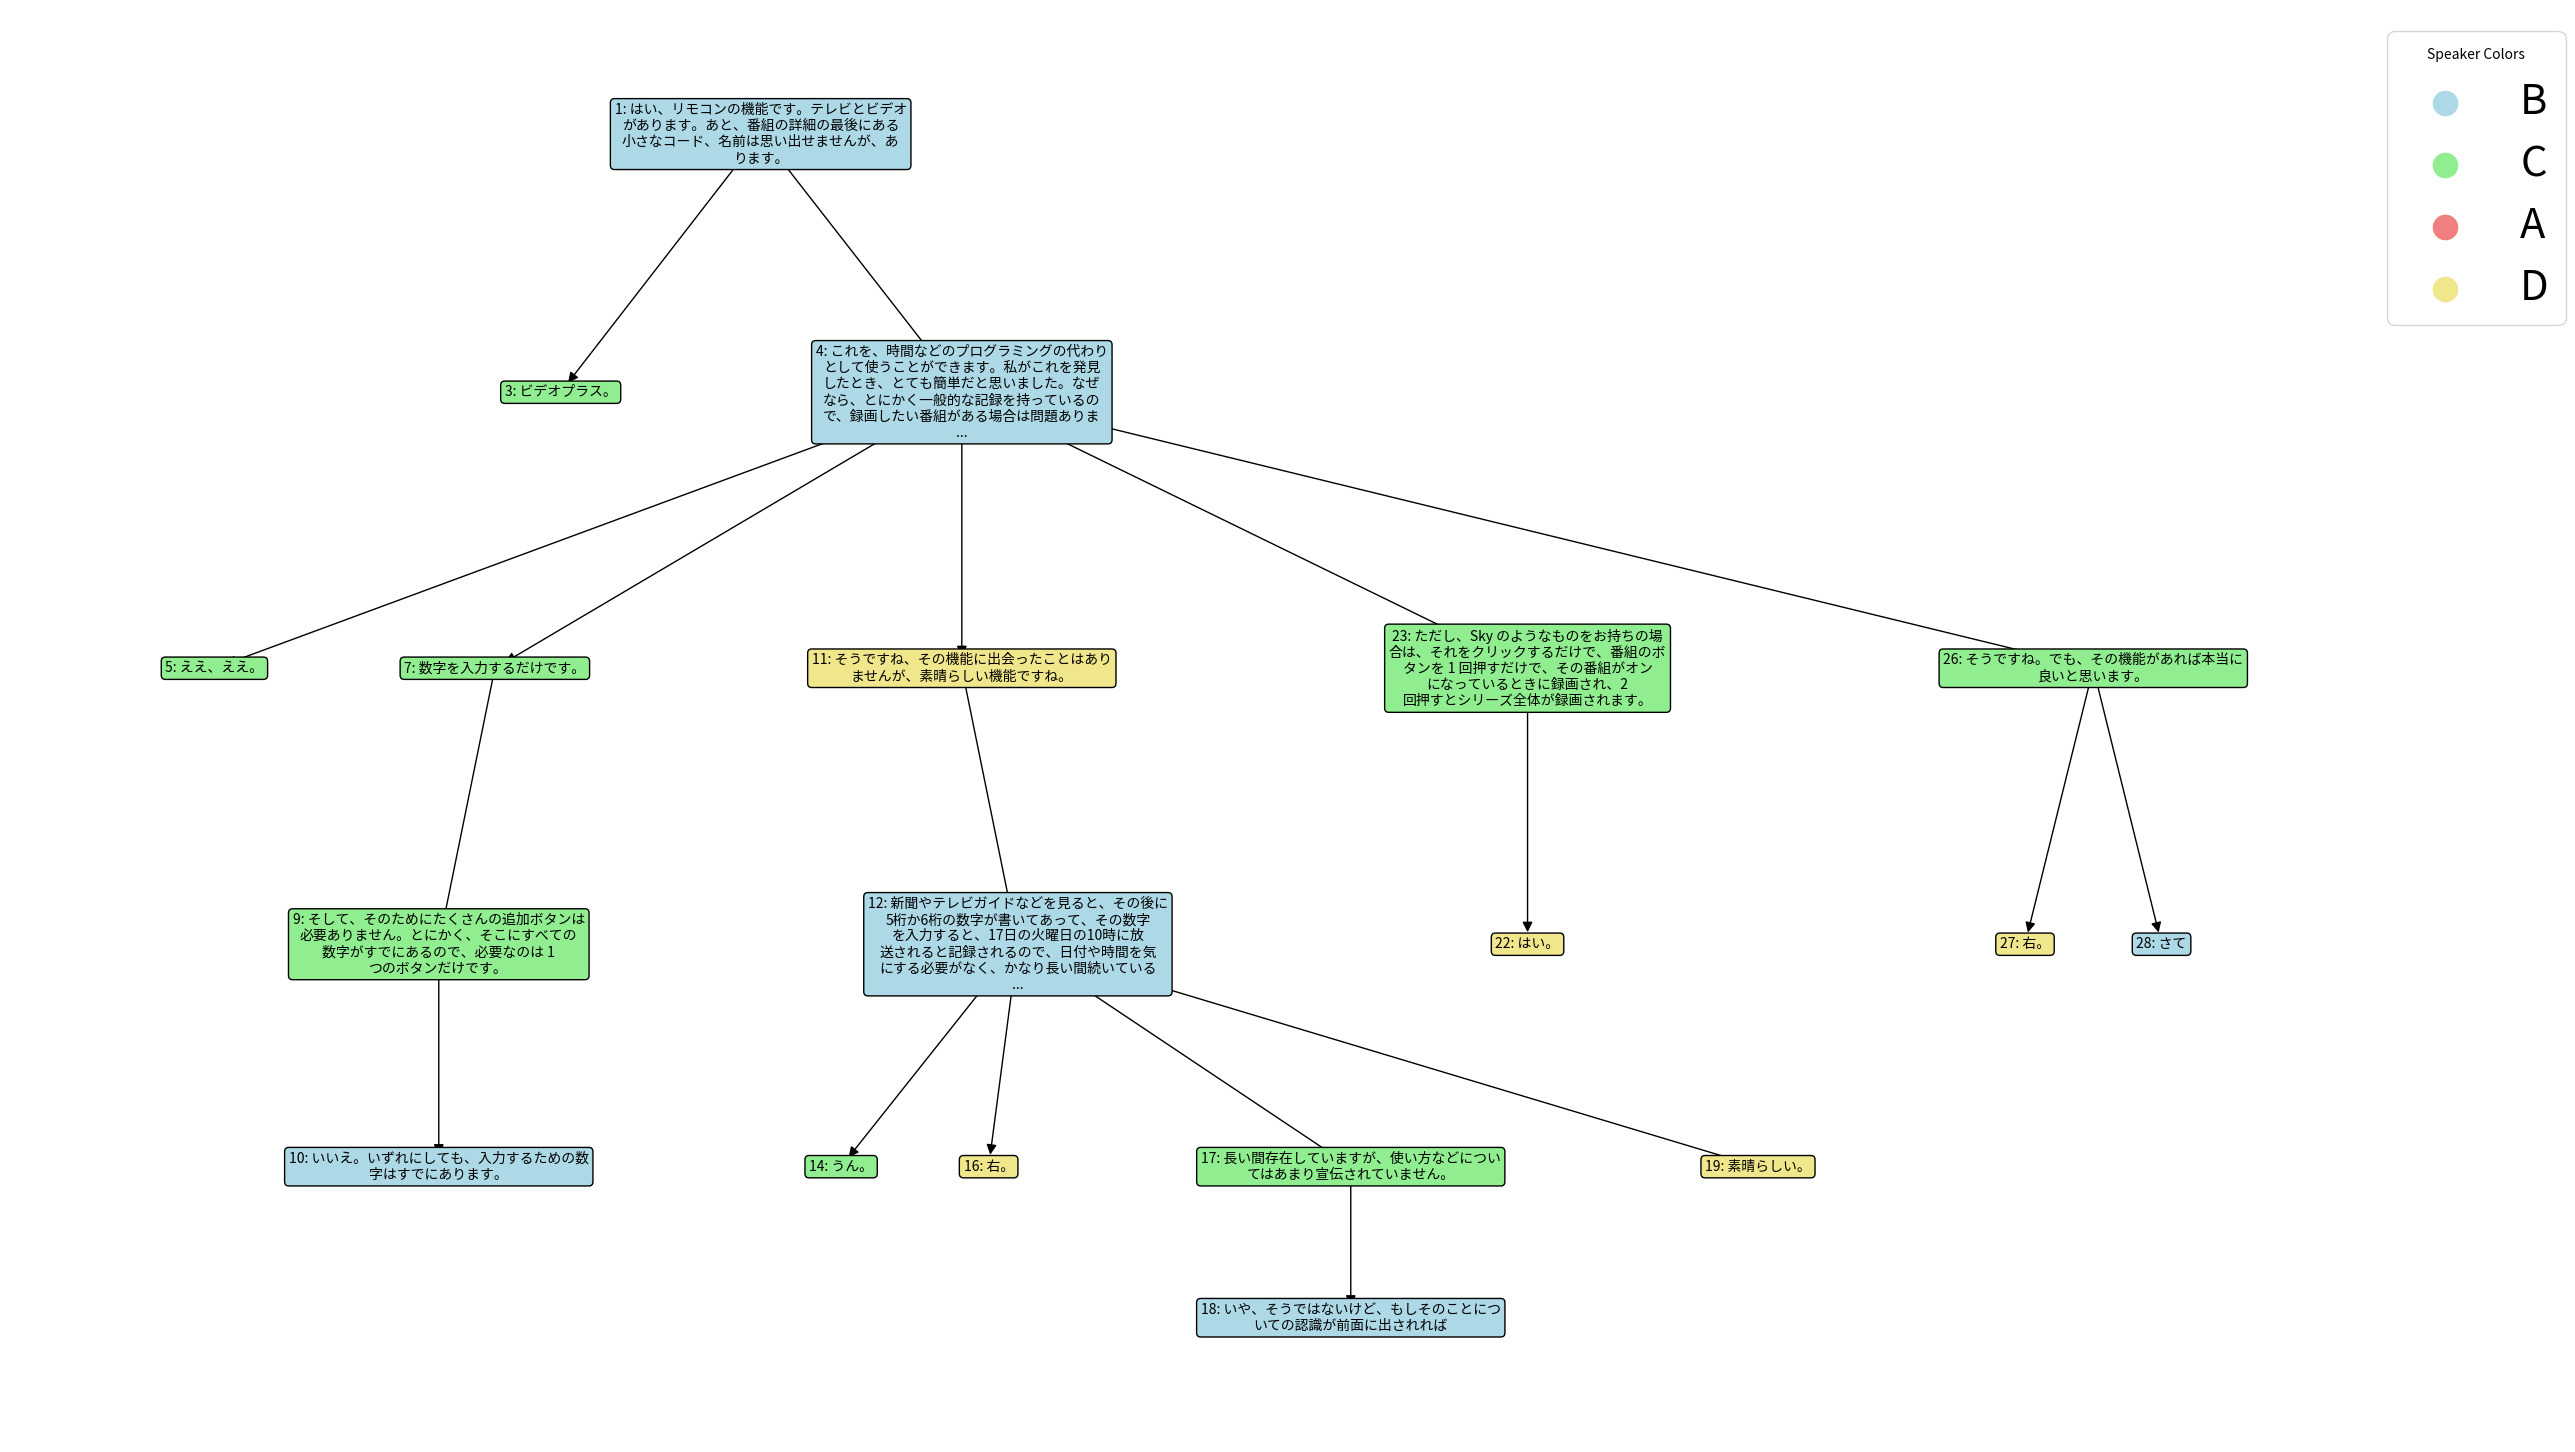 Speaker Colors
B
C
A
D
1: はい、リモコンの機能です。テレビとビデオ
があります。あと、番組の詳細の最後にある
小さなコード、名前は思い出せませんが、あ
ります。
3: ビデオプラス。
4: これを、時間などのプログラミングの代わり
として使うことができます。私がこれを発見
したとき、とても簡単だと思いました。なぜ
なら、とにかく一般的な記録を持っているの
で、録画したい番組がある場合は問題ありま
...
5: ええ、ええ。
7: 数字を入力するだけです。
11: そうですね、その機能に出会ったことはあり
ませんが、素晴らしい機能ですね。
23: ただし、Sky のようなものをお持ちの場
合は、それをクリックするだけで、番組のボ
タンを 1 回押すだけで、その番組がオン
になっているときに録画され、2
回押すとシリーズ全体が録画されます。
26: そうですね。でも、その機能があれば本当に
良いと思います。
9: そして、そのためにたくさんの追加ボタンは
必要ありません。とにかく、そこにすべての
数字がすでにあるので、必要なのは 1
つのボタンだけです。
12: 新聞やテレビガイドなどを見ると、その後に
5桁か6桁の数字が書いてあって、その数字
を入力すると、17日の火曜日の10時に放
送されると記録されるので、日付や時間を気
にする必要がなく、かなり長い間続いている
...
22: はい。
27: 右。
28: さて
10: いいえ。いずれにしても、入力するための数
字はすでにあります。
14: うん。
16: 右。
17: 長い間存在していますが、使い方などについ
てはあまり宣伝されていません。
19: 素晴らしい。
18: いや、そうではないけど、もしそのことにつ
いての認識が前面に出されれば